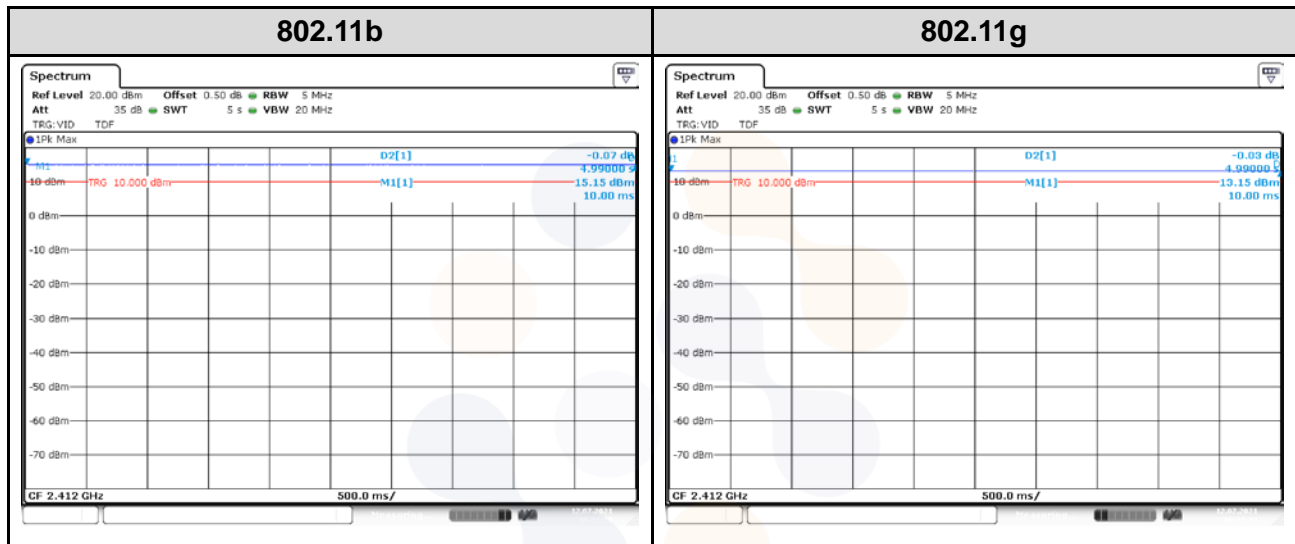 802.11b
802.11g
Spectrum
Ref Level 20.00 dBm Offset 0.50 dB RBW 5 MHz
Att 35 dB SWT 5 s VBW 20 MHz
TRG:VID TDF
1Pk Max
D2[1] -0.07 dB
4.99000 s
M1
10 dBm TRG 10.000 dBm M1[1] 15.15 dBm
10.00 ms
0 dBm
-10 dBm
-20 dBm
-30 dBm
-40 dBm
-50 dBm
-60 dBm
-70 dBm
CF 2.412 GHz 500.0 ms/
Spectrum
Ref Level 20.00 dBm Offset 0.50 dB RBW 5 MHz
Att 35 dB SWT 5 s VBW 20 MHz
TRG:VID TDF
1Pk Max
D2[1] -0.03 dB
4.99000 s
10 dBm TRG 10.000 dBm M1[1] 13.15 dBm
10.00 ms
0 dBm
-10 dBm
-20 dBm
-30 dBm
-40 dBm
-50 dBm
-60 dBm
-70 dBm
CF 2.412 GHz 500.0 ms/